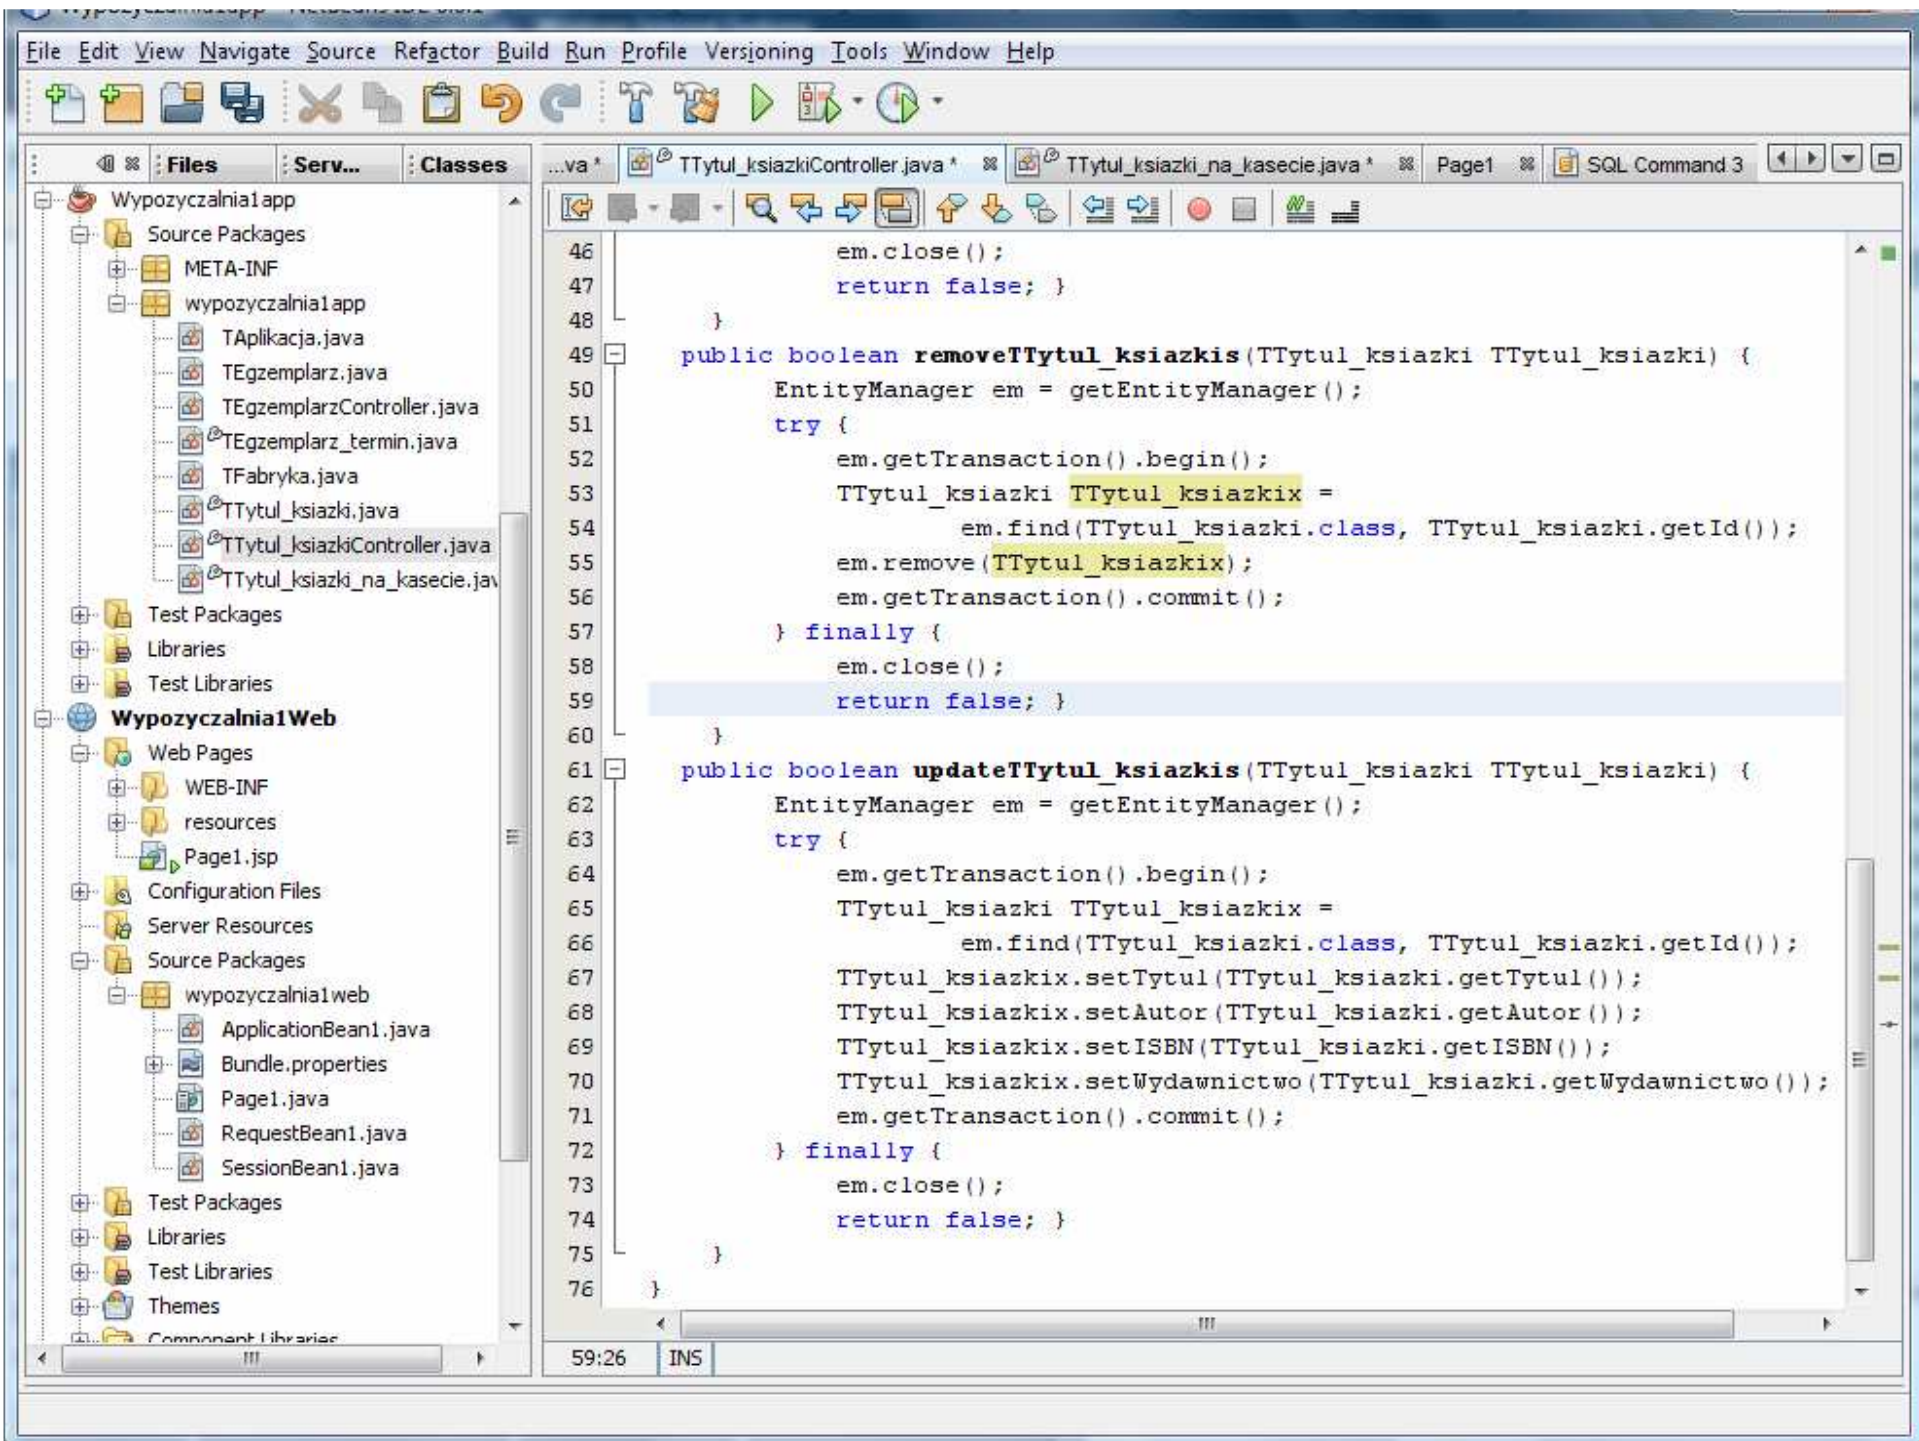 File Edit View Navigate Source Refactor Build Run Profile Versioning Tools Window Help
Files Serv... Classes
...va * TTytul_ksiazkiController.java * TTytul_ksiazki_na_kasecie.java * Page1 SQL Command 3
Wypozyczalnia1app
Source Packages
META-INF
wypozyczalnia1app
TAplikacja.java
TEgzemplarz.java
TEgzemplarzController.java
TEgzemplarz_termin.java
TFabryka.java
TTytul_ksiazki.java
TTytul_ksiazkiController.java
TTytul_ksiazki_na_kasecie.jav
Test Packages
Libraries
Test Libraries
Wypozyczalnia1Web
Web Pages
WEB-INF
resources
Page1.jsp
Configuration Files
Server Resources
Source Packages
wypozyczalnia1web
ApplicationBean1.java
Bundle.properties
Page1.java
RequestBean1.java
SessionBean1.java
Test Packages
Libraries
Test Libraries
Themes
Component Libraries
46 em.close();
47 return false; }
48 }
49 public boolean removeTTytul_ksiazkis(TTytul_ksiazki TTytul_ksiazki) {
50 EntityManager em = getEntityManager();
51 try {
52 em.getTransaction().begin();
53 TTytul_ksiazki TTytul_ksiazkix =
54 em.find(TTytul_ksiazki.class, TTytul_ksiazki.getId());
55 em.remove(TTytul_ksiazkix);
56 em.getTransaction().commit();
57 } finally {
58 em.close();
59 return false; }
60 }
61 public boolean updateTTytul_ksiazkis(TTytul_ksiazki TTytul_ksiazki) {
62 EntityManager em = getEntityManager();
63 try {
64 em.getTransaction().begin();
65 TTytul_ksiazki TTytul_ksiazkix =
66 em.find(TTytul_ksiazki.class, TTytul_ksiazki.getId());
67 TTytul_ksiazkix.setTytul(TTytul_ksiazki.getTytul());
68 TTytul_ksiazkix.setAutor(TTytul_ksiazki.getAutor());
69 TTytul_ksiazkix.setISBN(TTytul_ksiazki.getISBN());
70 TTytul_ksiazkix.setWydawnictwo(TTytul_ksiazki.getWydawnictwo());
71 em.getTransaction().commit();
72 } finally {
73 em.close();
74 return false; }
75 }
76 }
59:26 INS